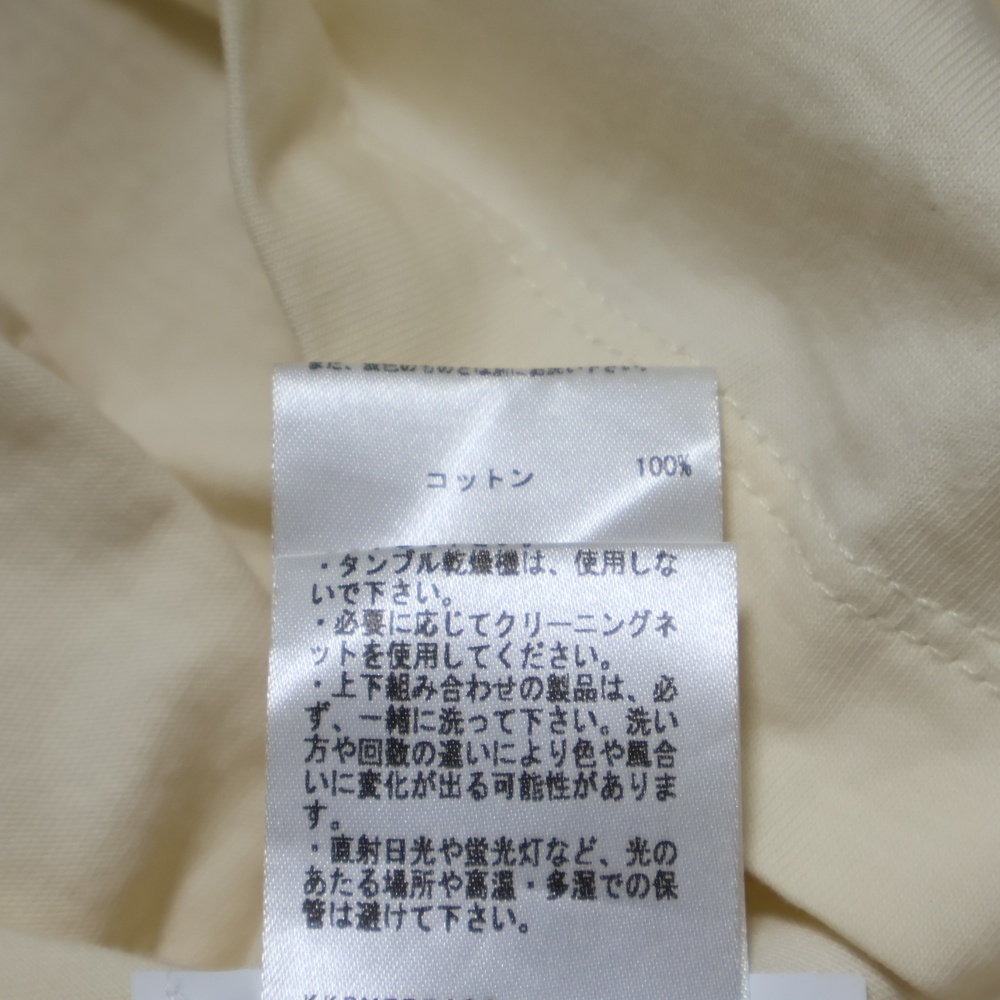 コットン 100%
・タンブル乾燥機は、使用しな
いで下さい。
・必要に応じてクリーニングネ
ットを使用してください。
・上下組み合わせの製品は、必
ず、一緒に洗って下さい。洗い
方や回数の違いにより色や風合
いに変化が出る可能性がありま
す。
・直射日光や蛍光灯など、光の
あたる場所や高温・多湿での保
管は避けて下さい。